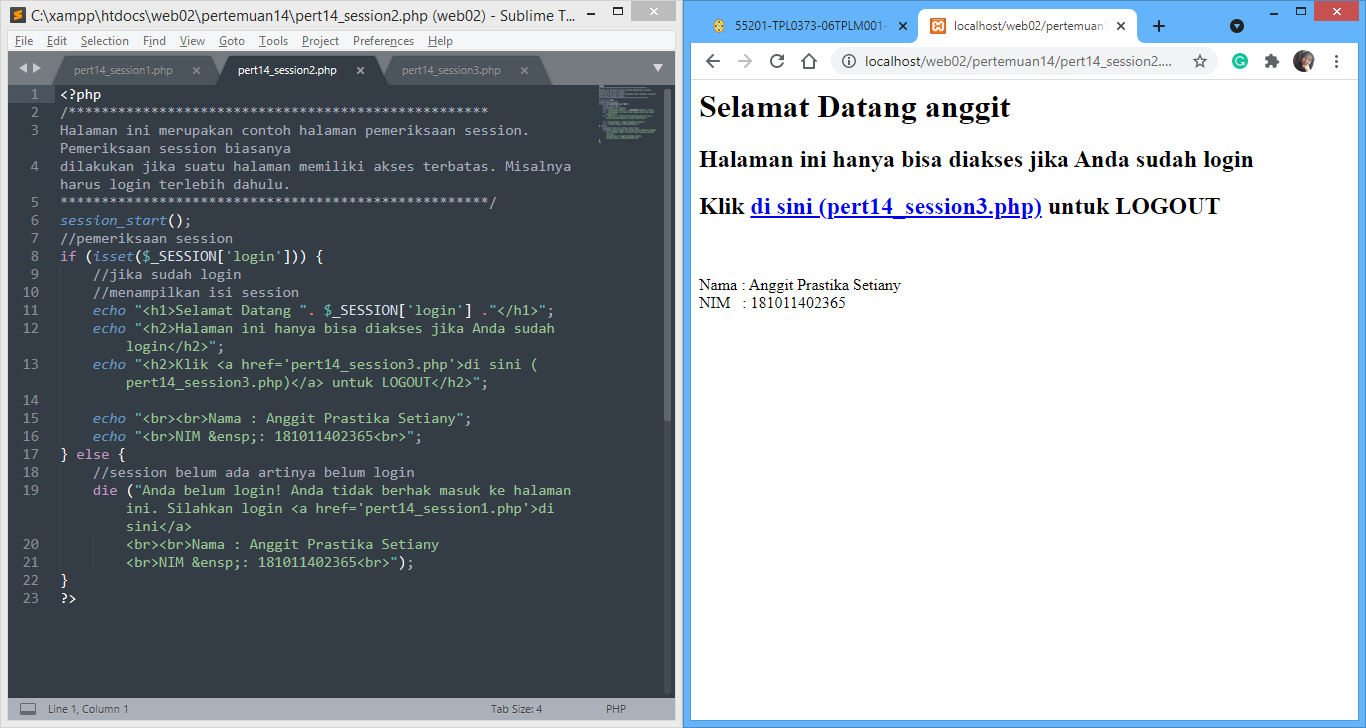 C:\xampp\htdocs\web02\pertemuan14\pert14_session2.php (web02) - Sublime T...
File Edit Selection Find View Goto Tools Project Preferences Help
pert14_session1.php pert14_session2.php pert14_session3.php
1 <?php
2 /***************************************************
3 Halaman ini merupakan contoh halaman pemeriksaan session.
Pemeriksaan session biasanya
4 dilakukan jika suatu halaman memiliki akses terbatas. Misalnya
harus login terlebih dahulu.
5 ****************************************************/
6 session_start();
7 //pemeriksaan session
8 if (isset($_SESSION['login'])) {
9 //jika sudah login
10 //menampilkan isi session
11 echo "<h1>Selamat Datang ". $_SESSION['login'] ."</h1>";
12 echo "<h2>Halaman ini hanya bisa diakses jika Anda sudah
login</h2>";
13 echo "<h2>Klik <a href='pert14_session3.php'>di sini (
pert14_session3.php)</a> untuk LOGOUT</h2>";
14
15 echo "<br><br>Nama : Anggit Prastika Setiany";
16 echo "<br>NIM &ensp;: 181011402365<br>";
17 } else {
18 //session belum ada artinya belum login
19 die ("Anda belum login! Anda tidak berhak masuk ke halaman
ini. Silahkan login <a href='pert14_session1.php'>di
sini</a>
20 <br><br>Nama : Anggit Prastika Setiany
21 <br>NIM &ensp;: 181011402365<br>");
22 }
23 ?>
Line 1, Column 1 Tab Size: 4 PHP
55201-TPL0373-06TPLM001- localhost/web02/pertemuan
localhost/web02/pertemuan14/pert14_session2....
Selamat Datang anggit
Halaman ini hanya bisa diakses jika Anda sudah login
Klik di sini (pert14_session3.php) untuk LOGOUT
Nama : Anggit Prastika Setiany
NIM : 181011402365